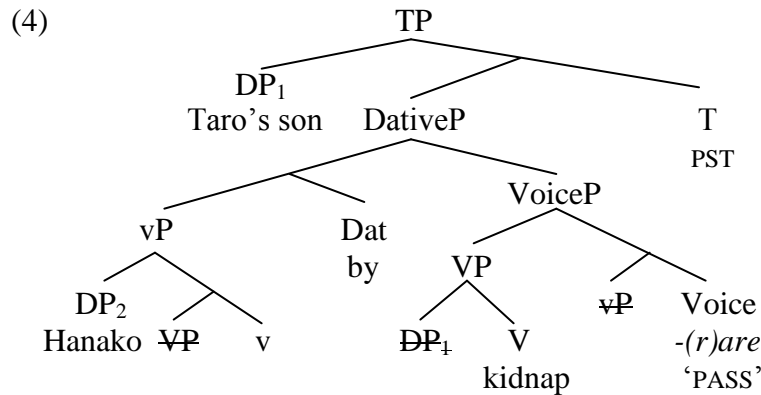 (4) TP
DP₁
Taro's son DativeP T
PST
VoiceP
vP Dat
by VP
DP₂ vP Voice
Hanako VP v DP₁ V -(r)are
kidnap 'PASS'